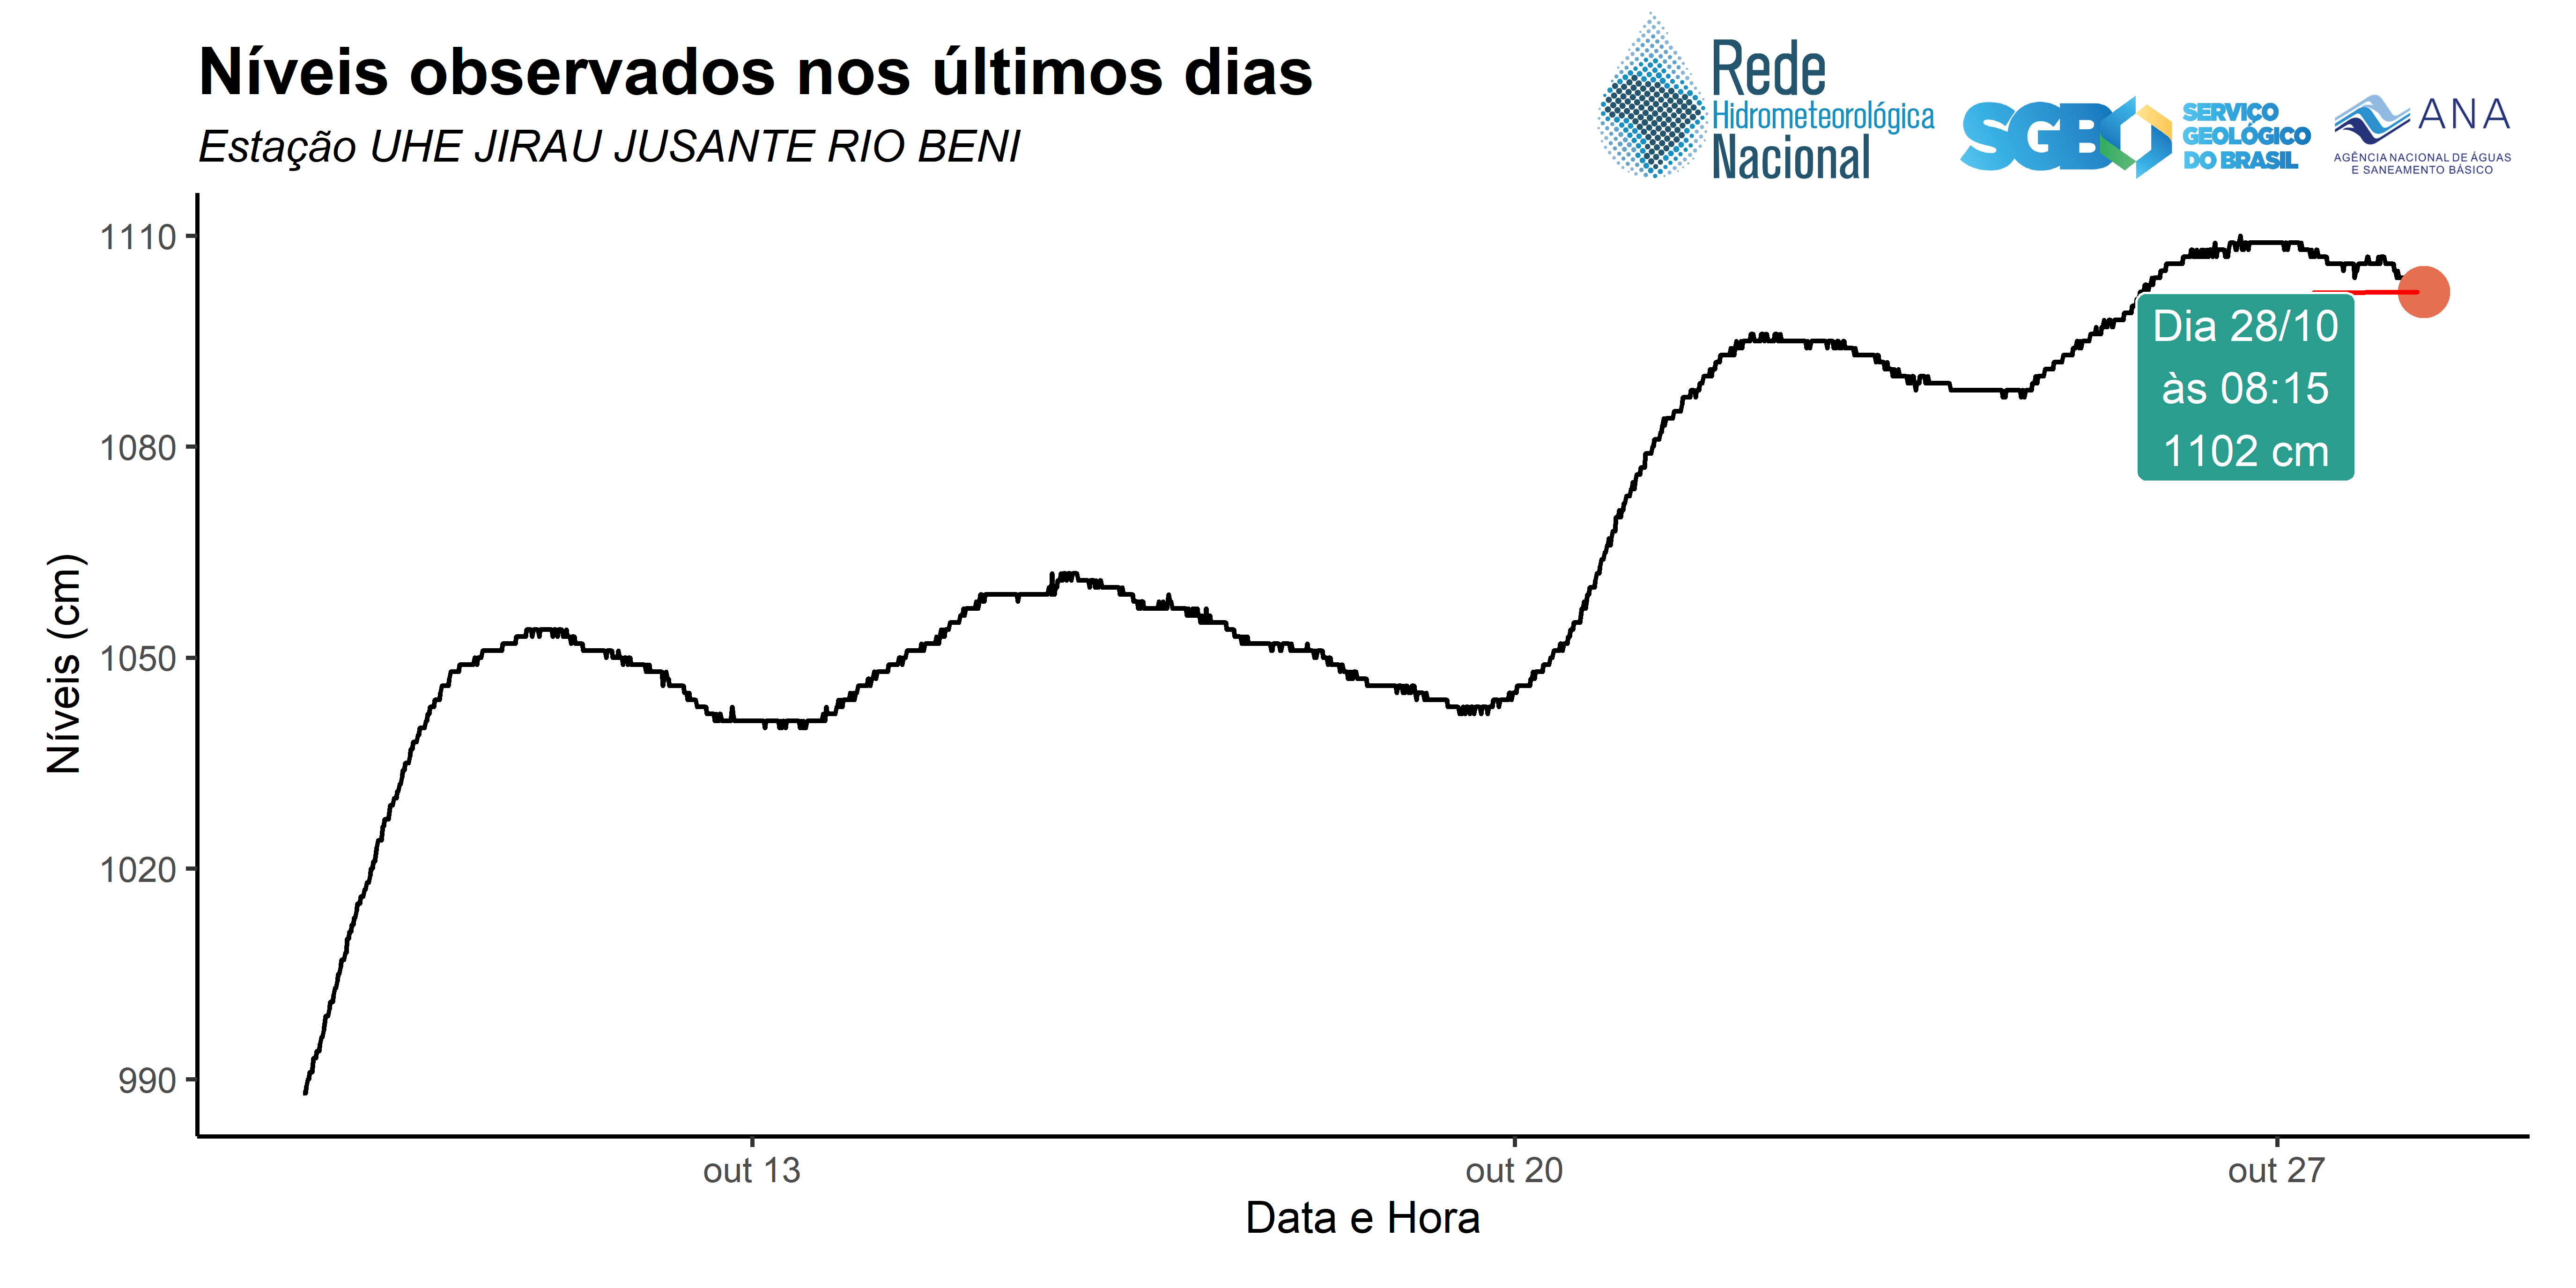 Níveis observados nos últimos dias
Estação UHE JIRAU JUSANTE RIO BENI
Rede
Hidrometeorológica
Nacional
SGB
SERVIÇO
GEOLÓGICO
DO BRASIL
ANA
AGÊNCIA NACIONAL DE ÁGUAS
E SANEAMENTO BÁSICO
Níveis (cm)
1110
1080
1050
1020
990
Dia 28/10
às 08:15
1102 cm
out 13
out 20
out 27
Data e Hora